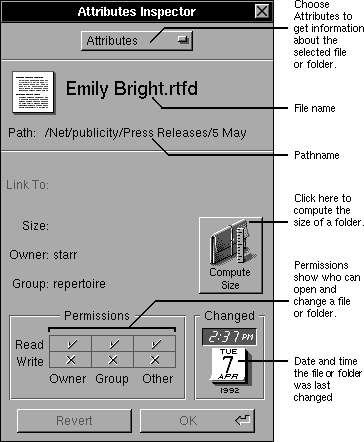 Attributes Inspector
Attributes
Emily Bright.rtfd
Path: /Net/publicity/Press Releases/5 May
Link To:
Size:
Owner: starr
Group: repertoire
Compute
Size
Permissions
Read
Write
Owner Group Other
Changed
2:37 PM
TUE
7
APR
1992
Revert
OK
Choose
Attributes to
get information
about the
selected file
or folder.
File name
Pathname
Click here to
compute the
size of a folder.
Permissions
show who can
open and
change a file
or folder.
Date and time
the file or folder
was last
changed